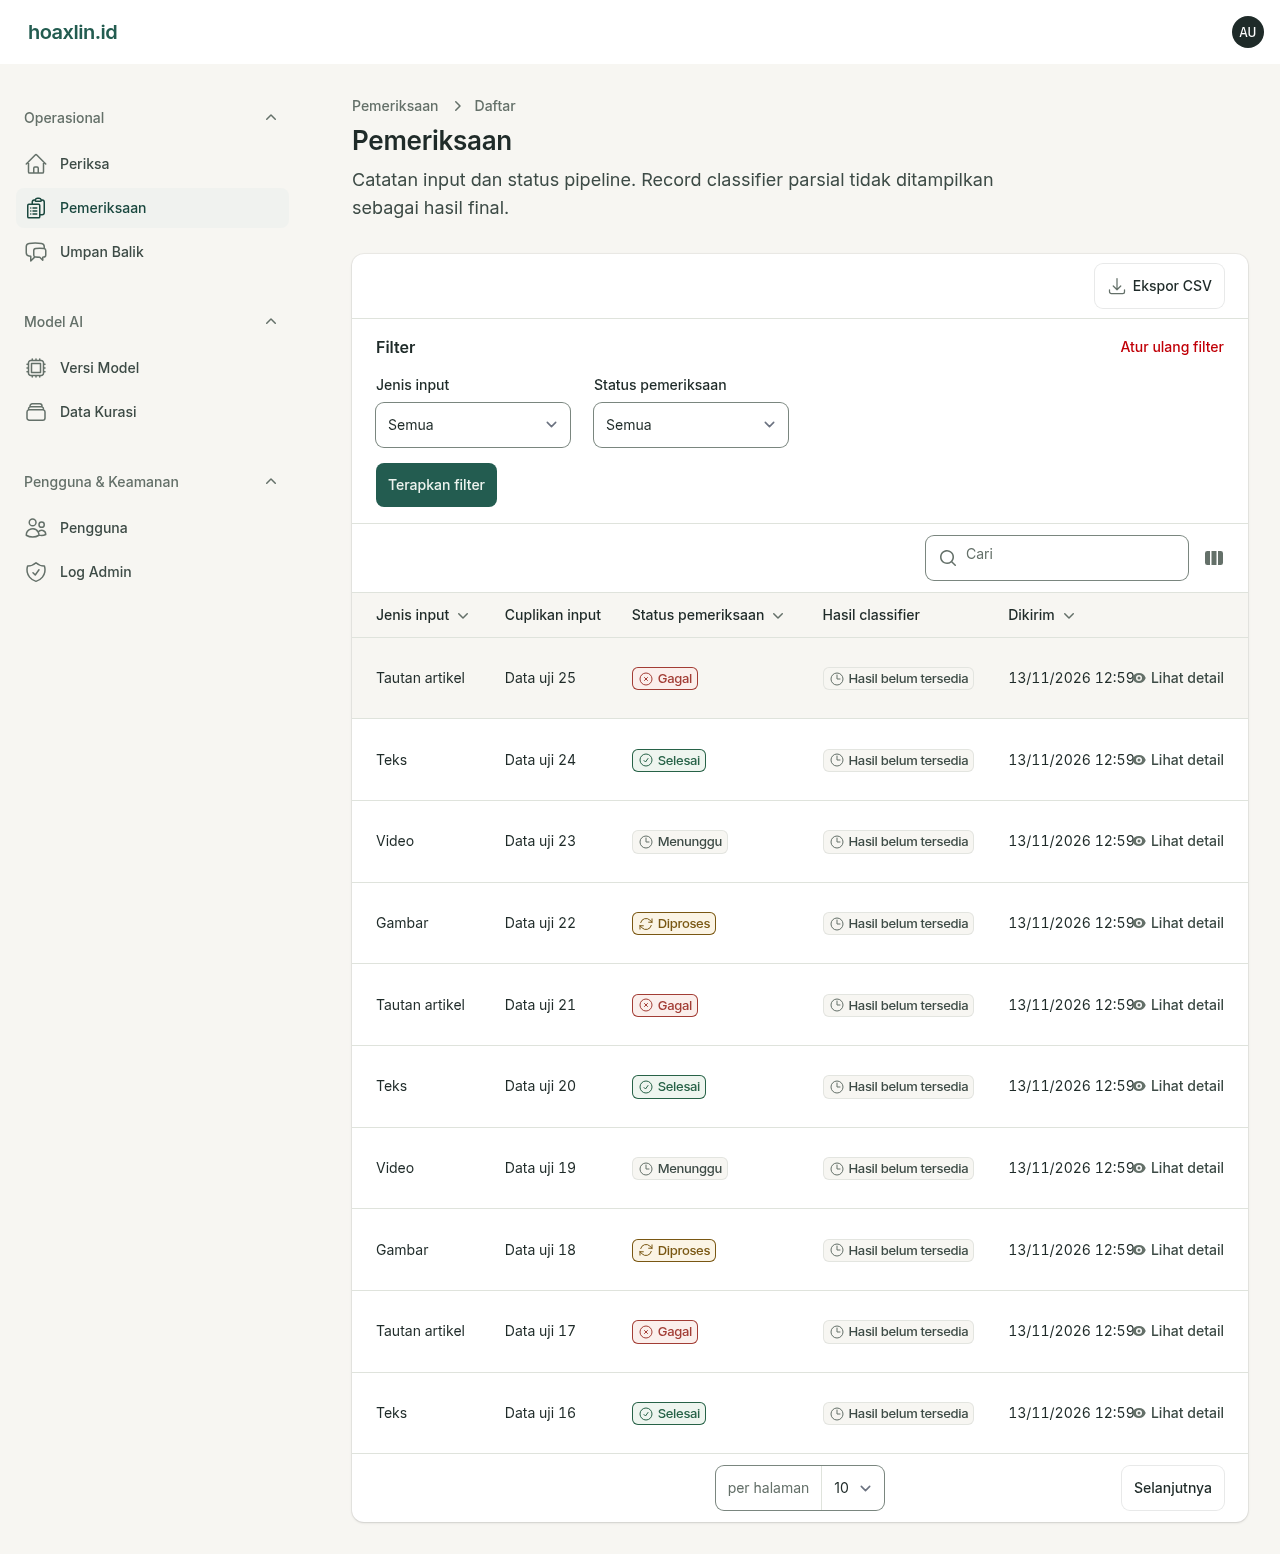 hoaxlin.id
AU
Operasional
Periksa
Pemeriksaan
Umpan Balik
Model AI
Versi Model
Data Kurasi
Pengguna & Keamanan
Pengguna
Log Admin
Pemeriksaan > Daftar
Pemeriksaan
Catatan input dan status pipeline. Record classifier parsial tidak ditampilkan
sebagai hasil final.
Ekspor CSV
Filter Atur ulang filter
Jenis input Status pemeriksaan
Semua Semua
Terapkan filter
Cari
Jenis input Cuplikan input Status pemeriksaan Hasil classifier Dikirim
Tautan artikel Data uji 25 Gagal Hasil belum tersedia 13/11/2026 12:59 Lihat detail
Teks Data uji 24 Selesai Hasil belum tersedia 13/11/2026 12:59 Lihat detail
Video Data uji 23 Menunggu Hasil belum tersedia 13/11/2026 12:59 Lihat detail
Gambar Data uji 22 Diproses Hasil belum tersedia 13/11/2026 12:59 Lihat detail
Tautan artikel Data uji 21 Gagal Hasil belum tersedia 13/11/2026 12:59 Lihat detail
Teks Data uji 20 Selesai Hasil belum tersedia 13/11/2026 12:59 Lihat detail
Video Data uji 19 Menunggu Hasil belum tersedia 13/11/2026 12:59 Lihat detail
Gambar Data uji 18 Diproses Hasil belum tersedia 13/11/2026 12:59 Lihat detail
Tautan artikel Data uji 17 Gagal Hasil belum tersedia 13/11/2026 12:59 Lihat detail
Teks Data uji 16 Selesai Hasil belum tersedia 13/11/2026 12:59 Lihat detail
per halaman 10 Selanjutnya